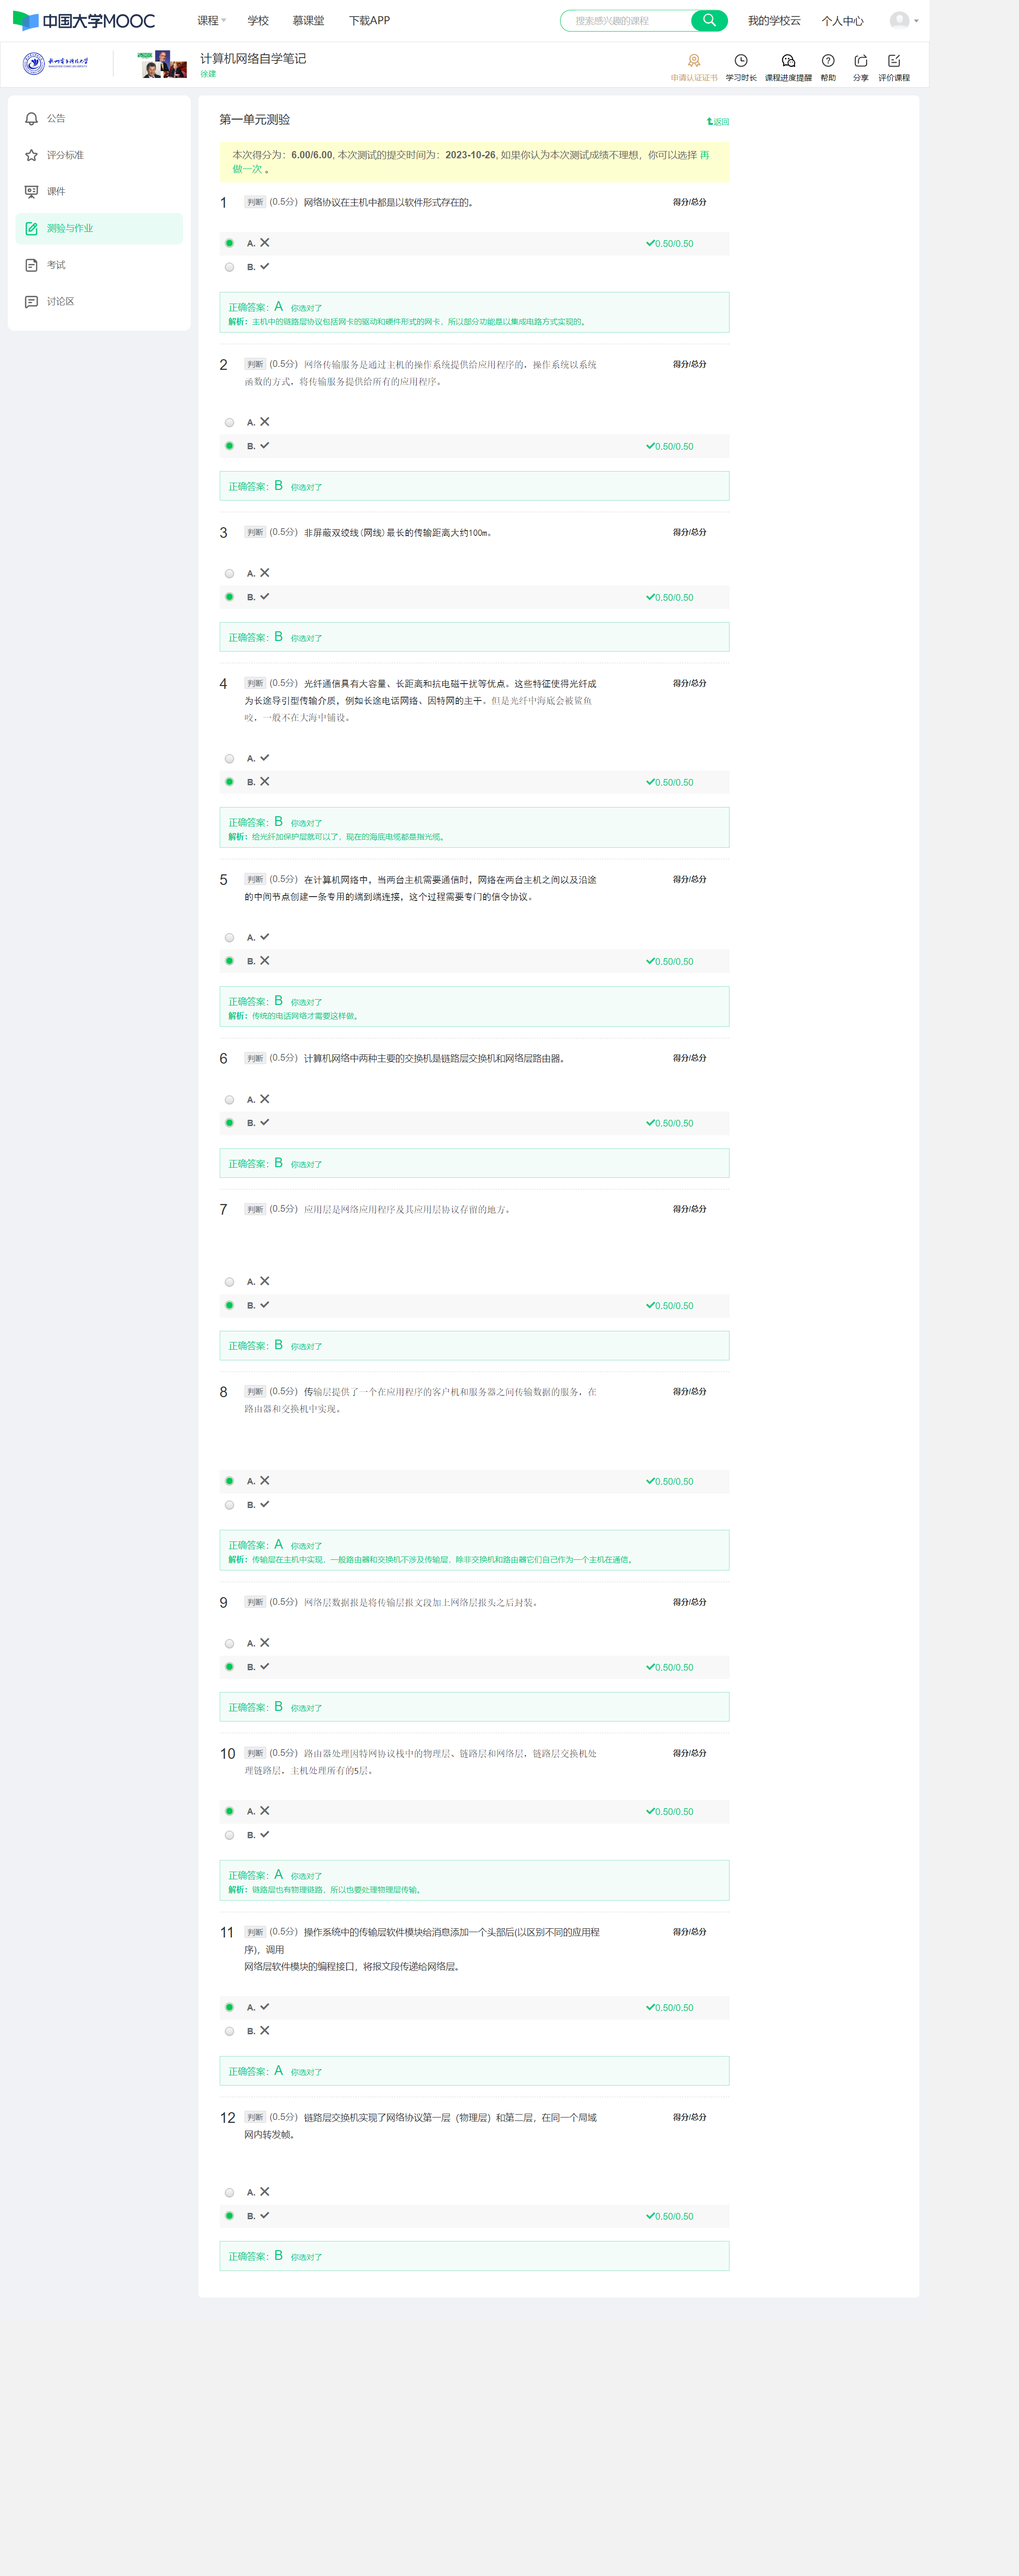 中国大学MOOC
课程
学校
慕课堂
下载APP
搜索感兴趣的课程
我的学校云
个人中心
计算机网络自学笔记
徐建
申请认证证书
学习时长
课程进度提醒
帮助
分享
评价课程
公告
评分标准
课件
测验与作业
考试
讨论区
第一单元测验
返回
本次得分为：6.00/6.00, 本次测试的提交时间为：2023-10-26, 如果你认为本次测试成绩不理想，你可以选择 再
做一次 。
1 判断 (0.5分) 网络协议在主机中都是以软件形式存在的。 得分/总分
A. ✕ ✓0.50/0.50
B. ✓
正确答案：A 你选对了
解析：主机中的链路层协议包括网卡的驱动和硬件形式的网卡，所以部分功能是以集成电路方式实现的。
2 判断 (0.5分) 网络传输服务是通过主机的操作系统提供给应用程序的，操作系统以系统 得分/总分
函数的方式，将传输服务提供给所有的应用程序。
A. ✕
B. ✓ ✓0.50/0.50
正确答案：B 你选对了
3 判断 (0.5分) 非屏蔽双绞线(网线)最长的传输距离大约100m。 得分/总分
A. ✕
B. ✓ ✓0.50/0.50
正确答案：B 你选对了
4 判断 (0.5分) 光纤通信具有大容量、长距离和抗电磁干扰等优点。这些特征使得光纤成 得分/总分
为长途导引型传输介质，例如长途电话网络、因特网的主干。但是光纤中海底会被鲨鱼
咬，一般不在大海中铺设。
A. ✓
B. ✕ ✓0.50/0.50
正确答案：B 你选对了
解析：给光纤加保护层就可以了，现在的海底电缆都是指光缆。
5 判断 (0.5分) 在计算机网络中，当两台主机需要通信时，网络在两台主机之间以及沿途 得分/总分
的中间节点创建一条专用的端到端连接，这个过程需要专门的信令协议。
A. ✓
B. ✕ ✓0.50/0.50
正确答案：B 你选对了
解析：传统的电话网络才需要这样做。
6 判断 (0.5分) 计算机网络中两种主要的交换机是链路层交换机和网络层路由器。 得分/总分
A. ✕
B. ✓ ✓0.50/0.50
正确答案：B 你选对了
7 判断 (0.5分) 应用层是网络应用程序及其应用层协议存留的地方。 得分/总分
A. ✕
B. ✓ ✓0.50/0.50
正确答案：B 你选对了
8 判断 (0.5分) 传输层提供了一个在应用程序的客户机和服务器之间传输数据的服务，在 得分/总分
路由器和交换机中实现。
A. ✕ ✓0.50/0.50
B. ✓
正确答案：A 你选对了
解析：传输层在主机中实现，一般路由器和交换机不涉及传输层，除非交换机和路由器它们自己作为一个主机在通信。
9 判断 (0.5分) 网络层数据报是将传输层报文段加上网络层报头之后封装。 得分/总分
A. ✕
B. ✓ ✓0.50/0.50
正确答案：B 你选对了
10 判断 (0.5分) 路由器处理因特网协议栈中的物理层、链路层和网络层，链路层交换机处 得分/总分
理链路层，主机处理所有的5层。
A. ✕ ✓0.50/0.50
B. ✓
正确答案：A 你选对了
解析：链路层也有物理链路，所以也要处理物理层传输。
11 判断 (0.5分) 操作系统中的传输层软件模块给消息添加一个头部后(以区别不同的应用程 得分/总分
序)，调用
网络层软件模块的编程接口，将报文段传递给网络层。
A. ✓ ✓0.50/0.50
B. ✕
正确答案：A 你选对了
12 判断 (0.5分) 链路层交换机实现了网络协议第一层（物理层）和第二层，在同一个局域 得分/总分
网内转发帧。
A. ✕
B. ✓ ✓0.50/0.50
正确答案：B 你选对了